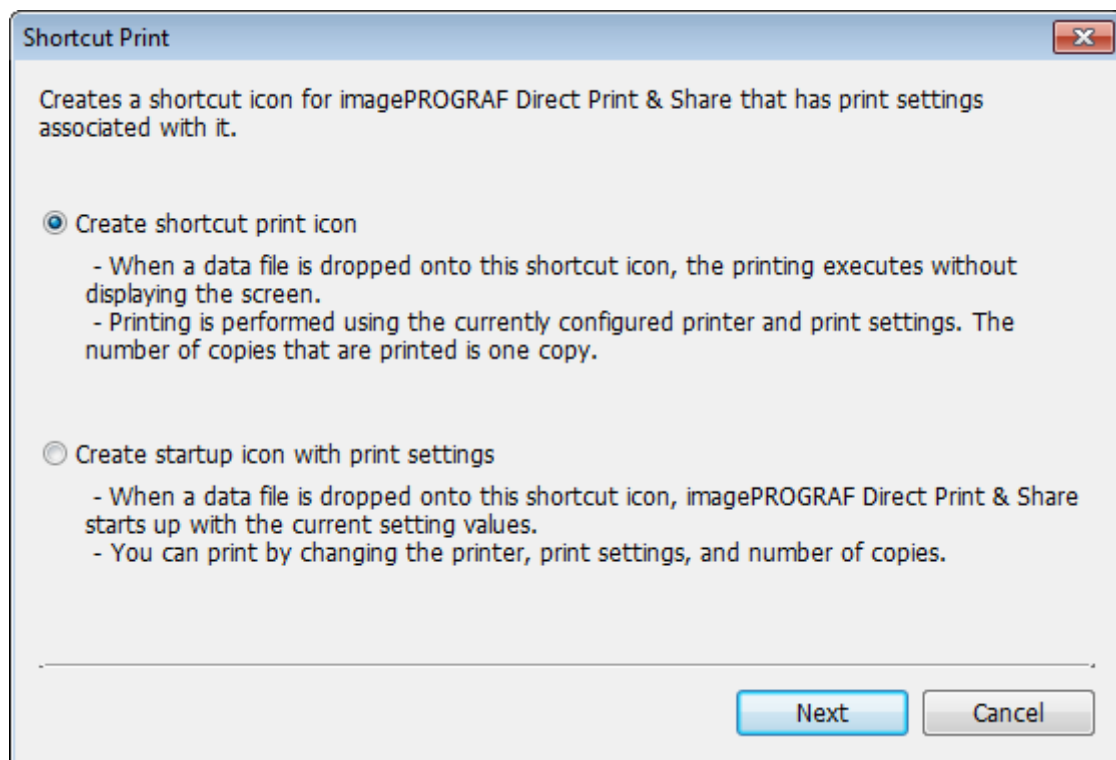 Shortcut Print
Creates a shortcut icon for imagePROGRAF Direct Print & Share that has print settings
associated with it.
Create shortcut print icon
- When a data file is dropped onto this shortcut icon, the printing executes without
displaying the screen.
- Printing is performed using the currently configured printer and print settings. The
number of copies that are printed is one copy.
Create startup icon with print settings
- When a data file is dropped onto this shortcut icon, imagePROGRAF Direct Print & Share
starts up with the current setting values.
- You can print by changing the printer, print settings, and number of copies.
Next
Cancel